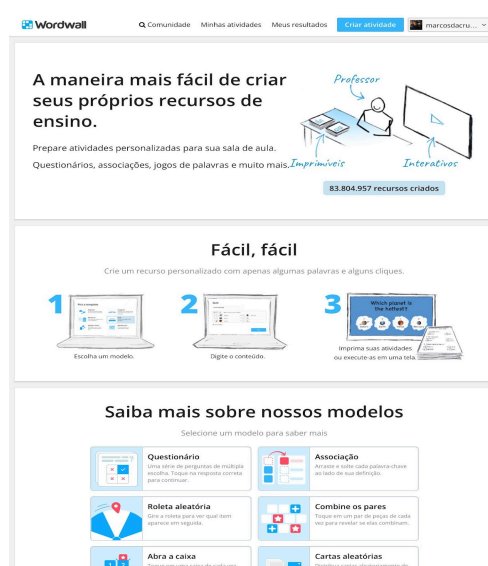 Wordwall
Comunidade Minhas atividades Meus resultados Criar atividade marcosdacru...
A maneira mais fácil de criar
seus próprios recursos de
ensino.
Prepare atividades personalizadas para sua sala de aula.
Questionários, associações, jogos de palavras e muito mais.
Professor
Imprimíveis
Interativos
83.804.957 recursos criados
Fácil, fácil
Crie um recurso personalizado com apenas algumas palavras e alguns cliques.
1
Escolha um modelo.
2
Digite o conteúdo.
3
Which planet is
the hottest?
Imprima suas atividades
ou execute-as em uma tela.
Saiba mais sobre nossos modelos
Selecione um modelo para saber mais
Questionário
Uma série de perguntas de múltipla
escolha. Toque na resposta correta
para continuar.
Associação
Arraste e solte cada palavra-chave
ao lado de sua definição.
Roleta aleatória
Gire a roleta para ver qual item
aparece em seguida.
Combine os pares
Toque em um par de peças de cada
vez para revelar se elas combinam.
Abra a caixa
Cartas aleatórias